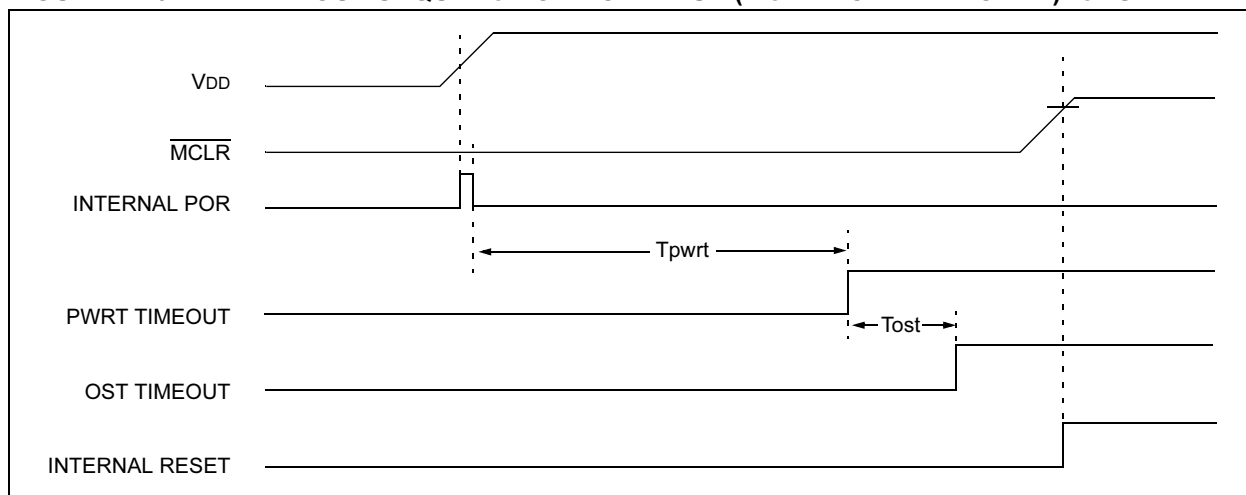 VDD
MCLR
INTERNAL POR
Tpwrt
PWRT TIMEOUT
Tost
OST TIMEOUT
INTERNAL RESET